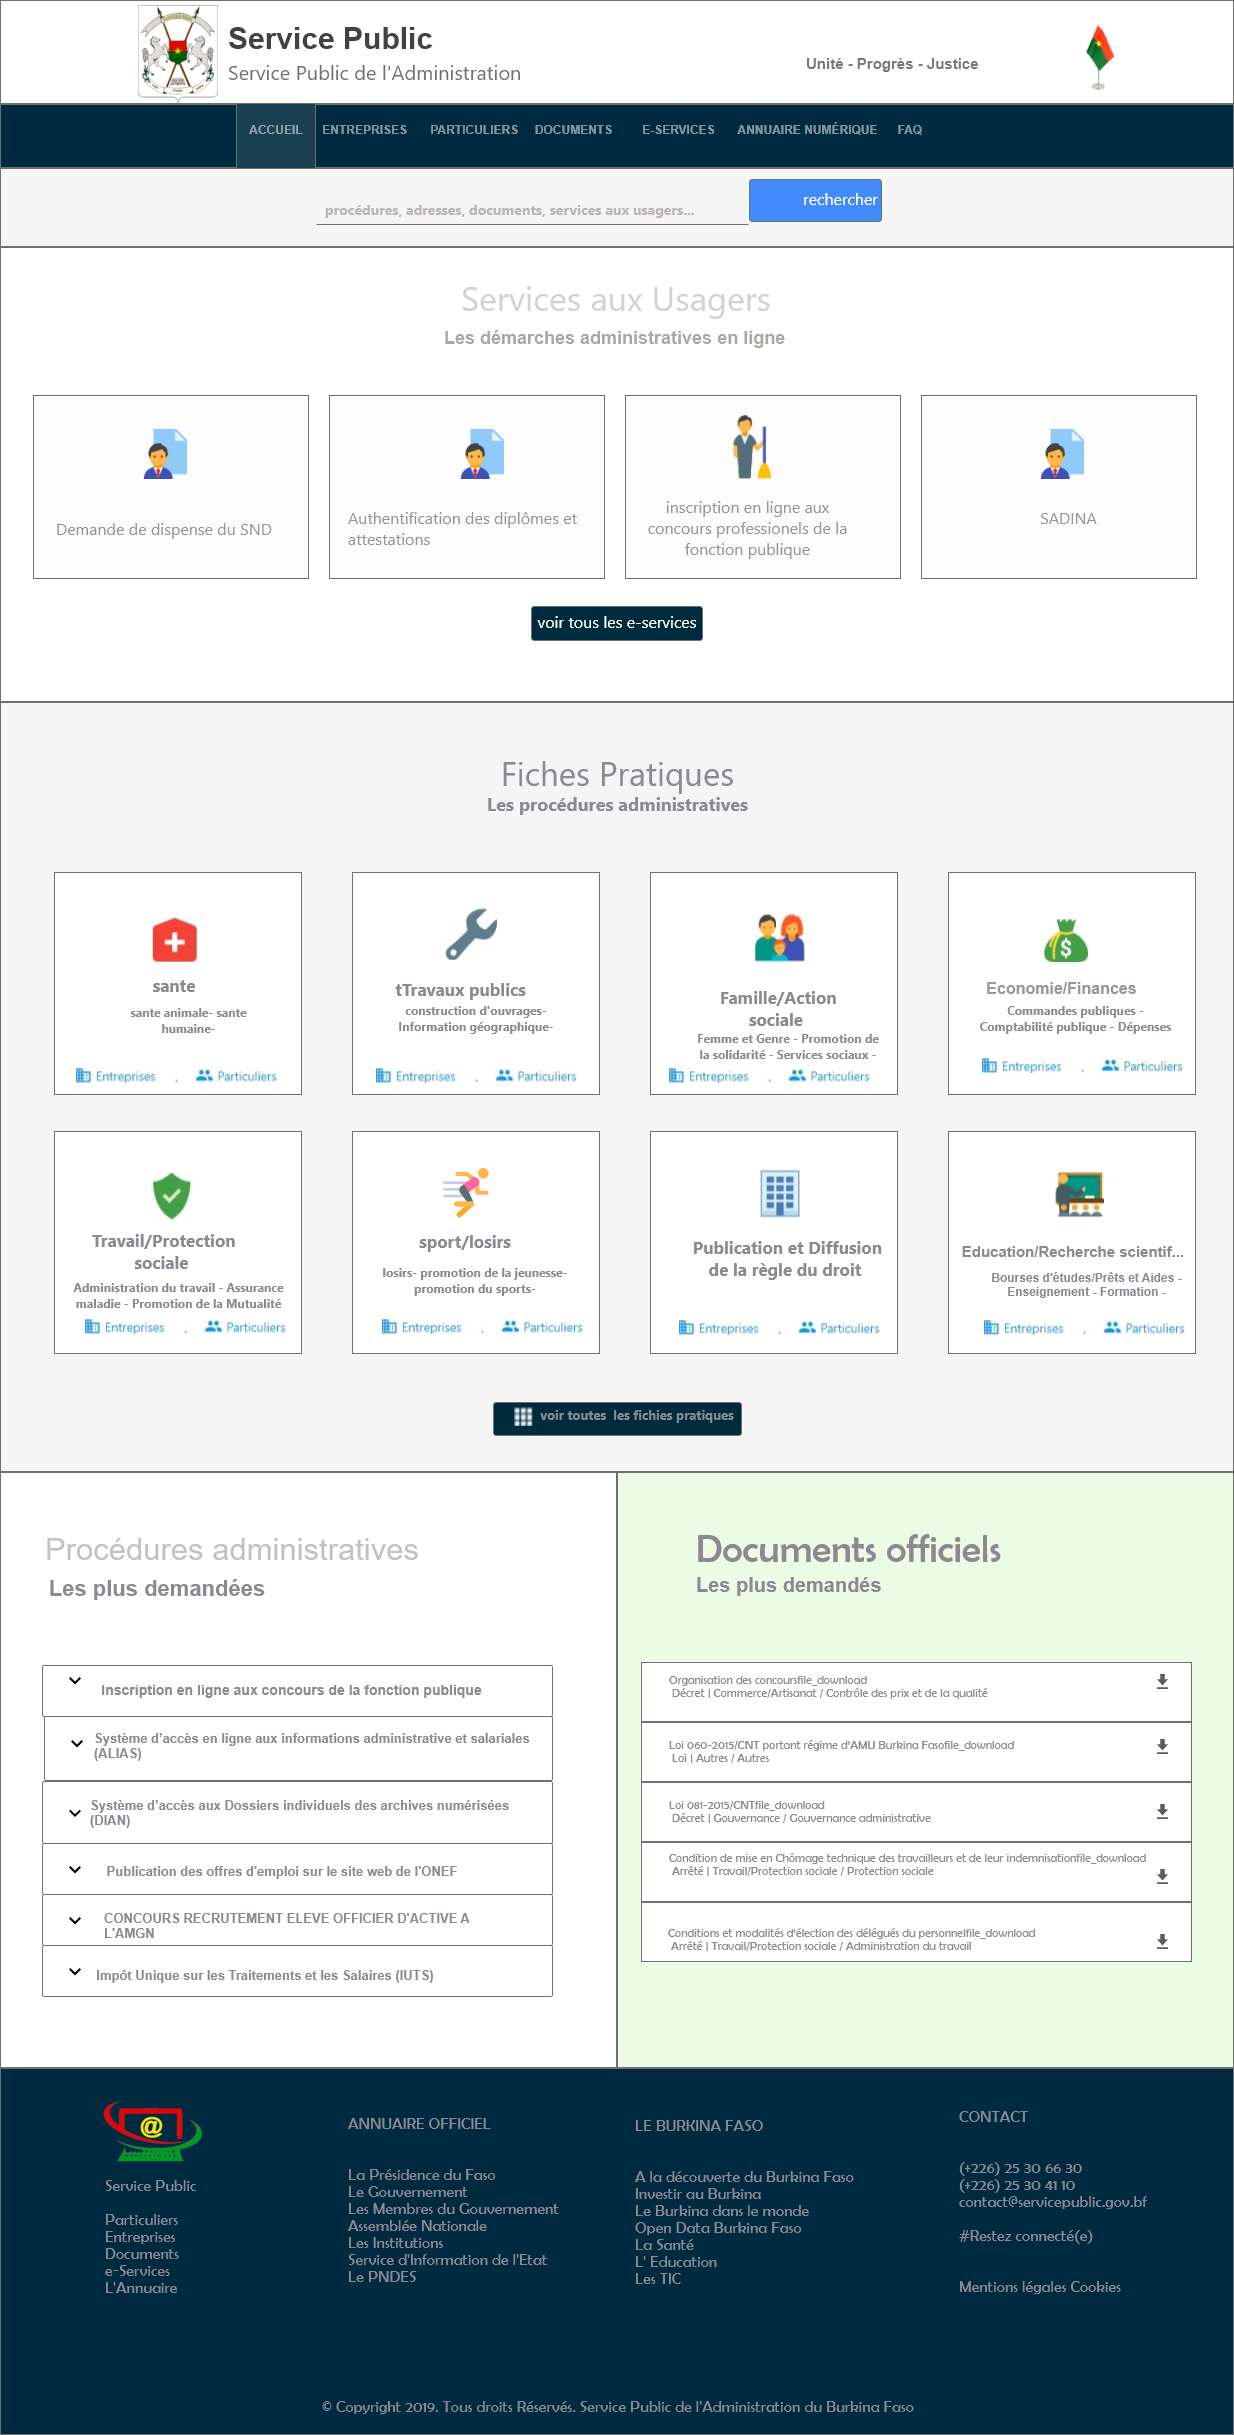 Service Public
Service Public de l'Administration
Unité - Progrès - Justice
ACCUEIL ENTREPRISES PARTICULIERS DOCUMENTS E-SERVICES ANNUAIRE NUMÉRIQUE FAQ
procédures, adresses, documents, services aux usagers...
rechercher
Services aux Usagers
Les démarches administratives en ligne
Demande de dispense du SND
Authentification des diplômes et
attestations
inscription en ligne aux
concours professionels de la
fonction publique
SADINA
voir tous les e-services
Fiches Pratiques
Les procédures administratives
sante
sante animale- sante
humaine-
Entreprises . Particuliers
tTravaux publics
construction d'ouvrages-
Information géographique-
Entreprises . Particuliers
Famille/Action
sociale
Femme et Genre - Promotion de
la solidarité - Services sociaux -
Entreprises . Particuliers
Economie/Finances
Commandes publiques -
Comptabilité publique - Dépenses
Entreprises . Particuliers
Travail/Protection
sociale
Administration du travail - Assurance
maladie - Promotion de la Mutualité
Entreprises . Particuliers
sport/losirs
losirs- promotion de la jeunesse-
promotion du sports-
Entreprises . Particuliers
Publication et Diffusion
de la règle du droit
Entreprises . Particuliers
Education/Recherche scientif...
Bourses d'études/Prêts et Aides -
Enseignement - Formation -
Entreprises . Particuliers
voir toutes les fichies pratiques
Procédures administratives
Les plus demandées
Inscription en ligne aux concours de la fonction publique
Système d'accès en ligne aux informations administrative et salariales
(ALIAS)
Système d'accès aux Dossiers individuels des archives numérisées
(DIAN)
Publication des offres d'emploi sur le site web de l'ONEF
CONCOURS RECRUTEMENT ELEVE OFFICIER D'ACTIVE A
L'AMGN
Impôt Unique sur les Traitements et les Salaires (IUTS)
Documents officiels
Les plus demandés
Organisation des concoursfile_download
Décret | Commerce/Artisanat / Contrôle des prix et de la qualité
Loi 060-2015/CNT portant régime d'AMU Burkina Fasofile_download
Loi | Autres / Autres
Loi 081-2015/CNTfile_download
Décret | Gouvernance / Gouvernance administrative
Condition de mise en Chômage technique des travailleurs et de leur indemnisationfile_download
Arrêté | Travail/Protection sociale / Protection sociale
Conditions et modalités d'élection des délégués du personnelfile_download
Arrêté | Travail/Protection sociale / Administration du travail
@
Service Public
Particuliers
Entreprises
Documents
e-Services
L'Annuaire
ANNUAIRE OFFICIEL
La Présidence du Faso
Le Gouvernement
Les Membres du Gouvernement
Assemblée Nationale
Les Institutions
Service d'Information de l'Etat
Le PNDES
LE BURKINA FASO
A la découverte du Burkina Faso
Investir au Burkina
Le Burkina dans le monde
Open Data Burkina Faso
La Santé
L' Education
Les TIC
CONTACT
(+226) 25 30 66 30
(+226) 25 30 41 10
contact@servicepublic.gov.bf
#Restez connecté(e)
Mentions légales Cookies
© Copyright 2019. Tous droits Réservés. Service Public de l'Administration du Burkina Faso